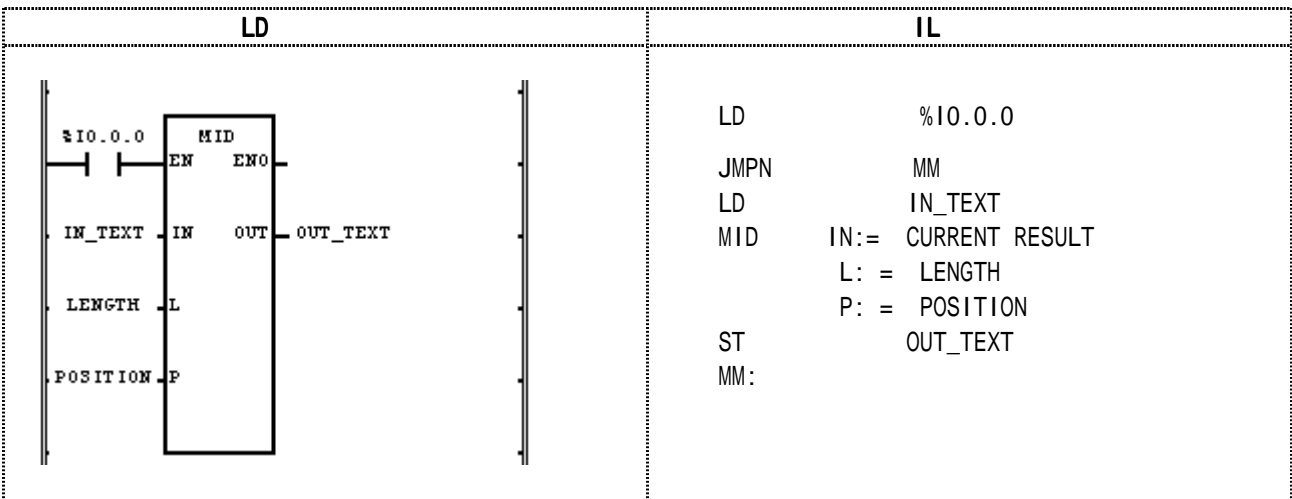 LD
IL
%I0.0.0
MID
EN ENO
IN_TEXT IN OUT OUT_TEXT
LENGTH L
POSITION P
LD %I0.0.0
JMPN MM
LD IN_TEXT
MID IN:= CURRENT RESULT
L: = LENGTH
P: = POSITION
ST OUT_TEXT
MM: